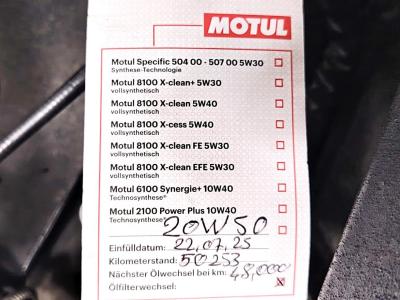 MOTUL
Motul Specific 504 00 - 507 00 5W30
Synthese-Technologie
Motul 8100 X-clean+ 5W30
vollsynthetisch
Motul 8100 X-clean 5W40
vollsynthetisch
Motul 8100 X-cess 5W40
vollsynthetisch
Motul 8100 X-clean FE 5W30
vollsynthetisch
Motul 8100 X-clean EFE 5W30
vollsynthetisch
Motul 6100 Synergie+ 10W40
Technosynthese®
Motul 2100 Power Plus 10W40
Technosynthese®
20W50
Einfülldatum: 22.07.25
Kilometerstand: 50253
Nächster Ölwechsel bei km: 48,000
Ölfilterwechsel: